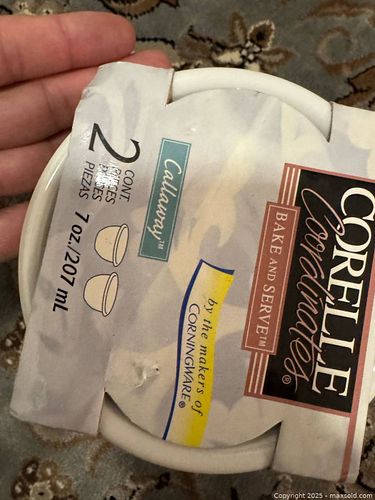 CORELLE
Coordinates®
BAKE AND SERVE™
by the makers of
CORNINGWARE®
Callaway™
2 CONT.
PIECES
PIEZAS
7 oz./207 mL
Copyright 2025 - maxsold.com